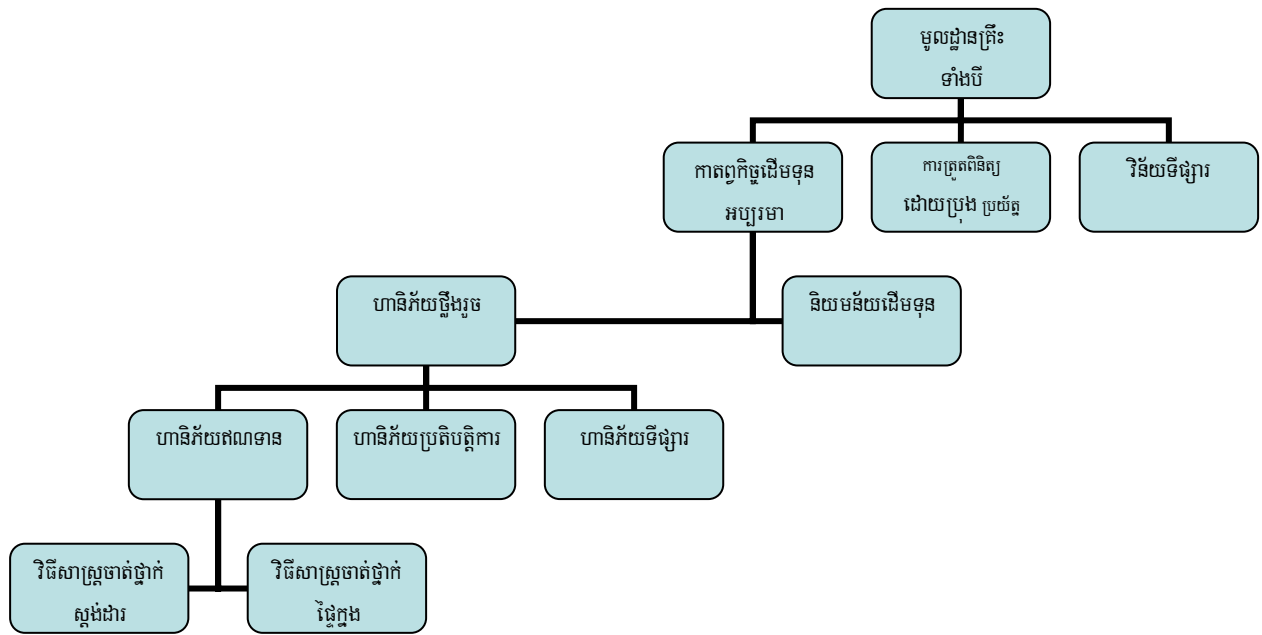 មូលដ្ឋានគ្រឹះ
ទាំងបី
កាតព្វកិច្ចដើមទុន
អប្បរមា
ការត្រួតពិនិត្យ
ដោយប្រុង ប្រយ័ត្ន
វិន័យទីផ្សារ
ហានិភ័យថ្លឹងរួច
និយមន័យដើមទុន
ហានិភ័យឥណទាន
ហានិភ័យប្រតិបត្តិការ
ហានិភ័យទីផ្សារ
វិធីសាស្ត្រចាត់ថ្នាក់
ស្តង់ដារ
វិធីសាស្ត្រចាត់ថ្នាក់
ផ្ទៃក្នុង